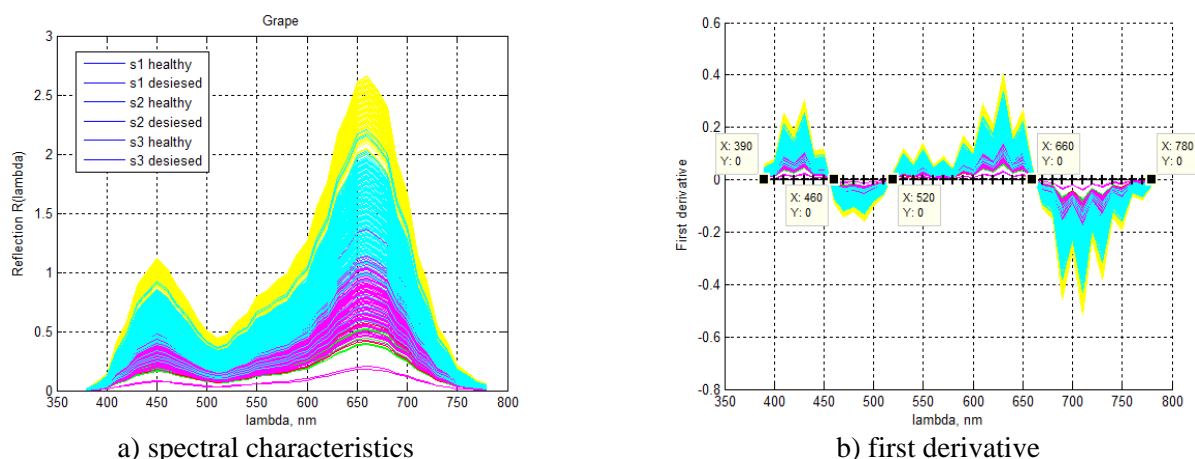 Grape
3
2.5
2
1.5
1
0.5
0
350 400 450 500 550 600 650 700 750 800
lambda, nm
Reflection R(lambda)
s1 healthy
s1 desiesed
s2 healthy
s2 desiesed
s3 healthy
s3 desiesed
a) spectral characteristics
0.6
0.4
0.2
0
-0.2
-0.4
-0.6
-0.8
350 400 450 500 550 600 650 700 750 800
lambda, nm
First derivative
X: 390
Y: 0
X: 460
Y: 0
X: 520
Y: 0
X: 660
Y: 0
X: 780
Y: 0
b) first derivative